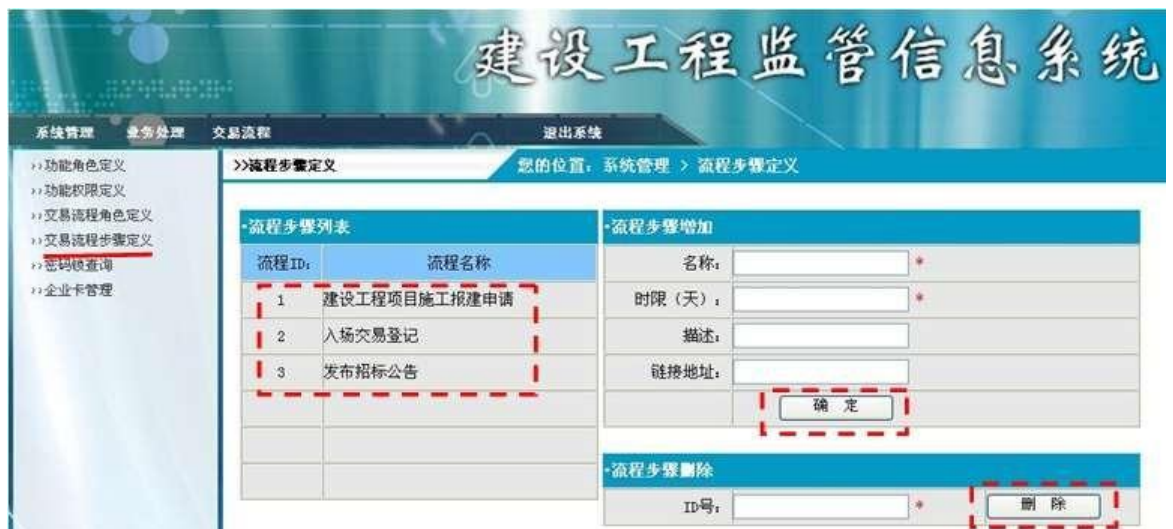 建设工程监管信息系统
系统管理 业务处理 交易流程 退出系统
>>功能角色定义
>>功能权限定义
>>交易流程角色定义
>>交易流程步骤定义
>>密码锁查询
>>企业卡管理
>>流程步骤定义 您的位置：系统管理 > 流程步骤定义
·流程步骤列表
流程ID： 流程名称
1 建设工程项目施工报建申请
2 入场交易登记
3 发布招标公告
·流程步骤增加
名称： *
时限（天）： *
描述：
链接地址：
确 定
·流程步骤删除
ID号： * 删 除